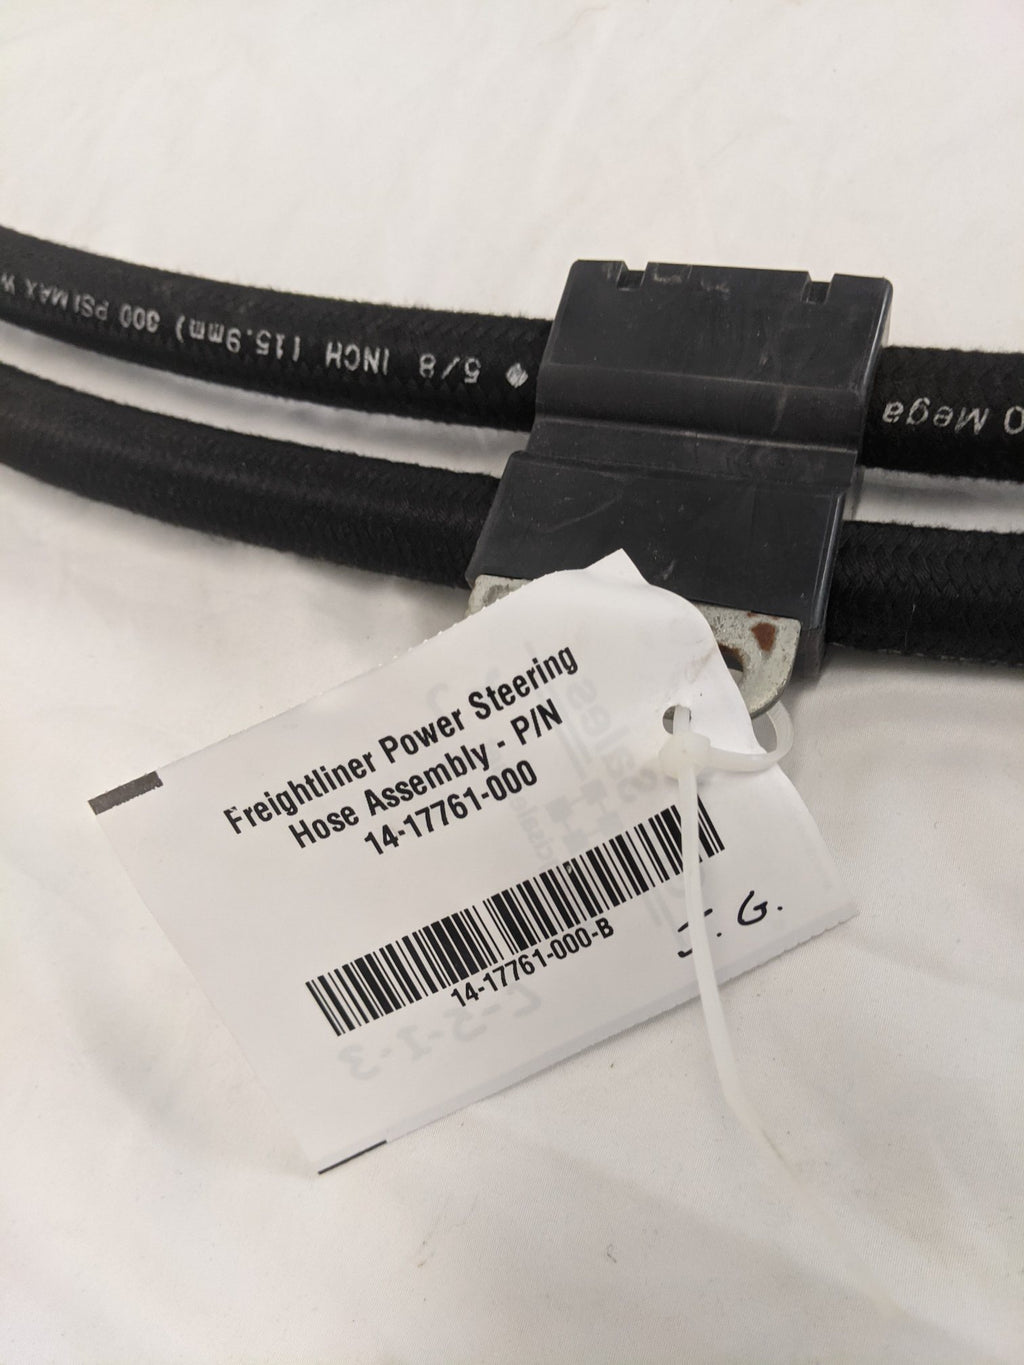 5/8 INCH (15.9mm) 300 PSI MAX
Mega
Freightliner Power Steering
Hose Assembly - P/N
14-17761-000
14-17761-000-B
J. G.